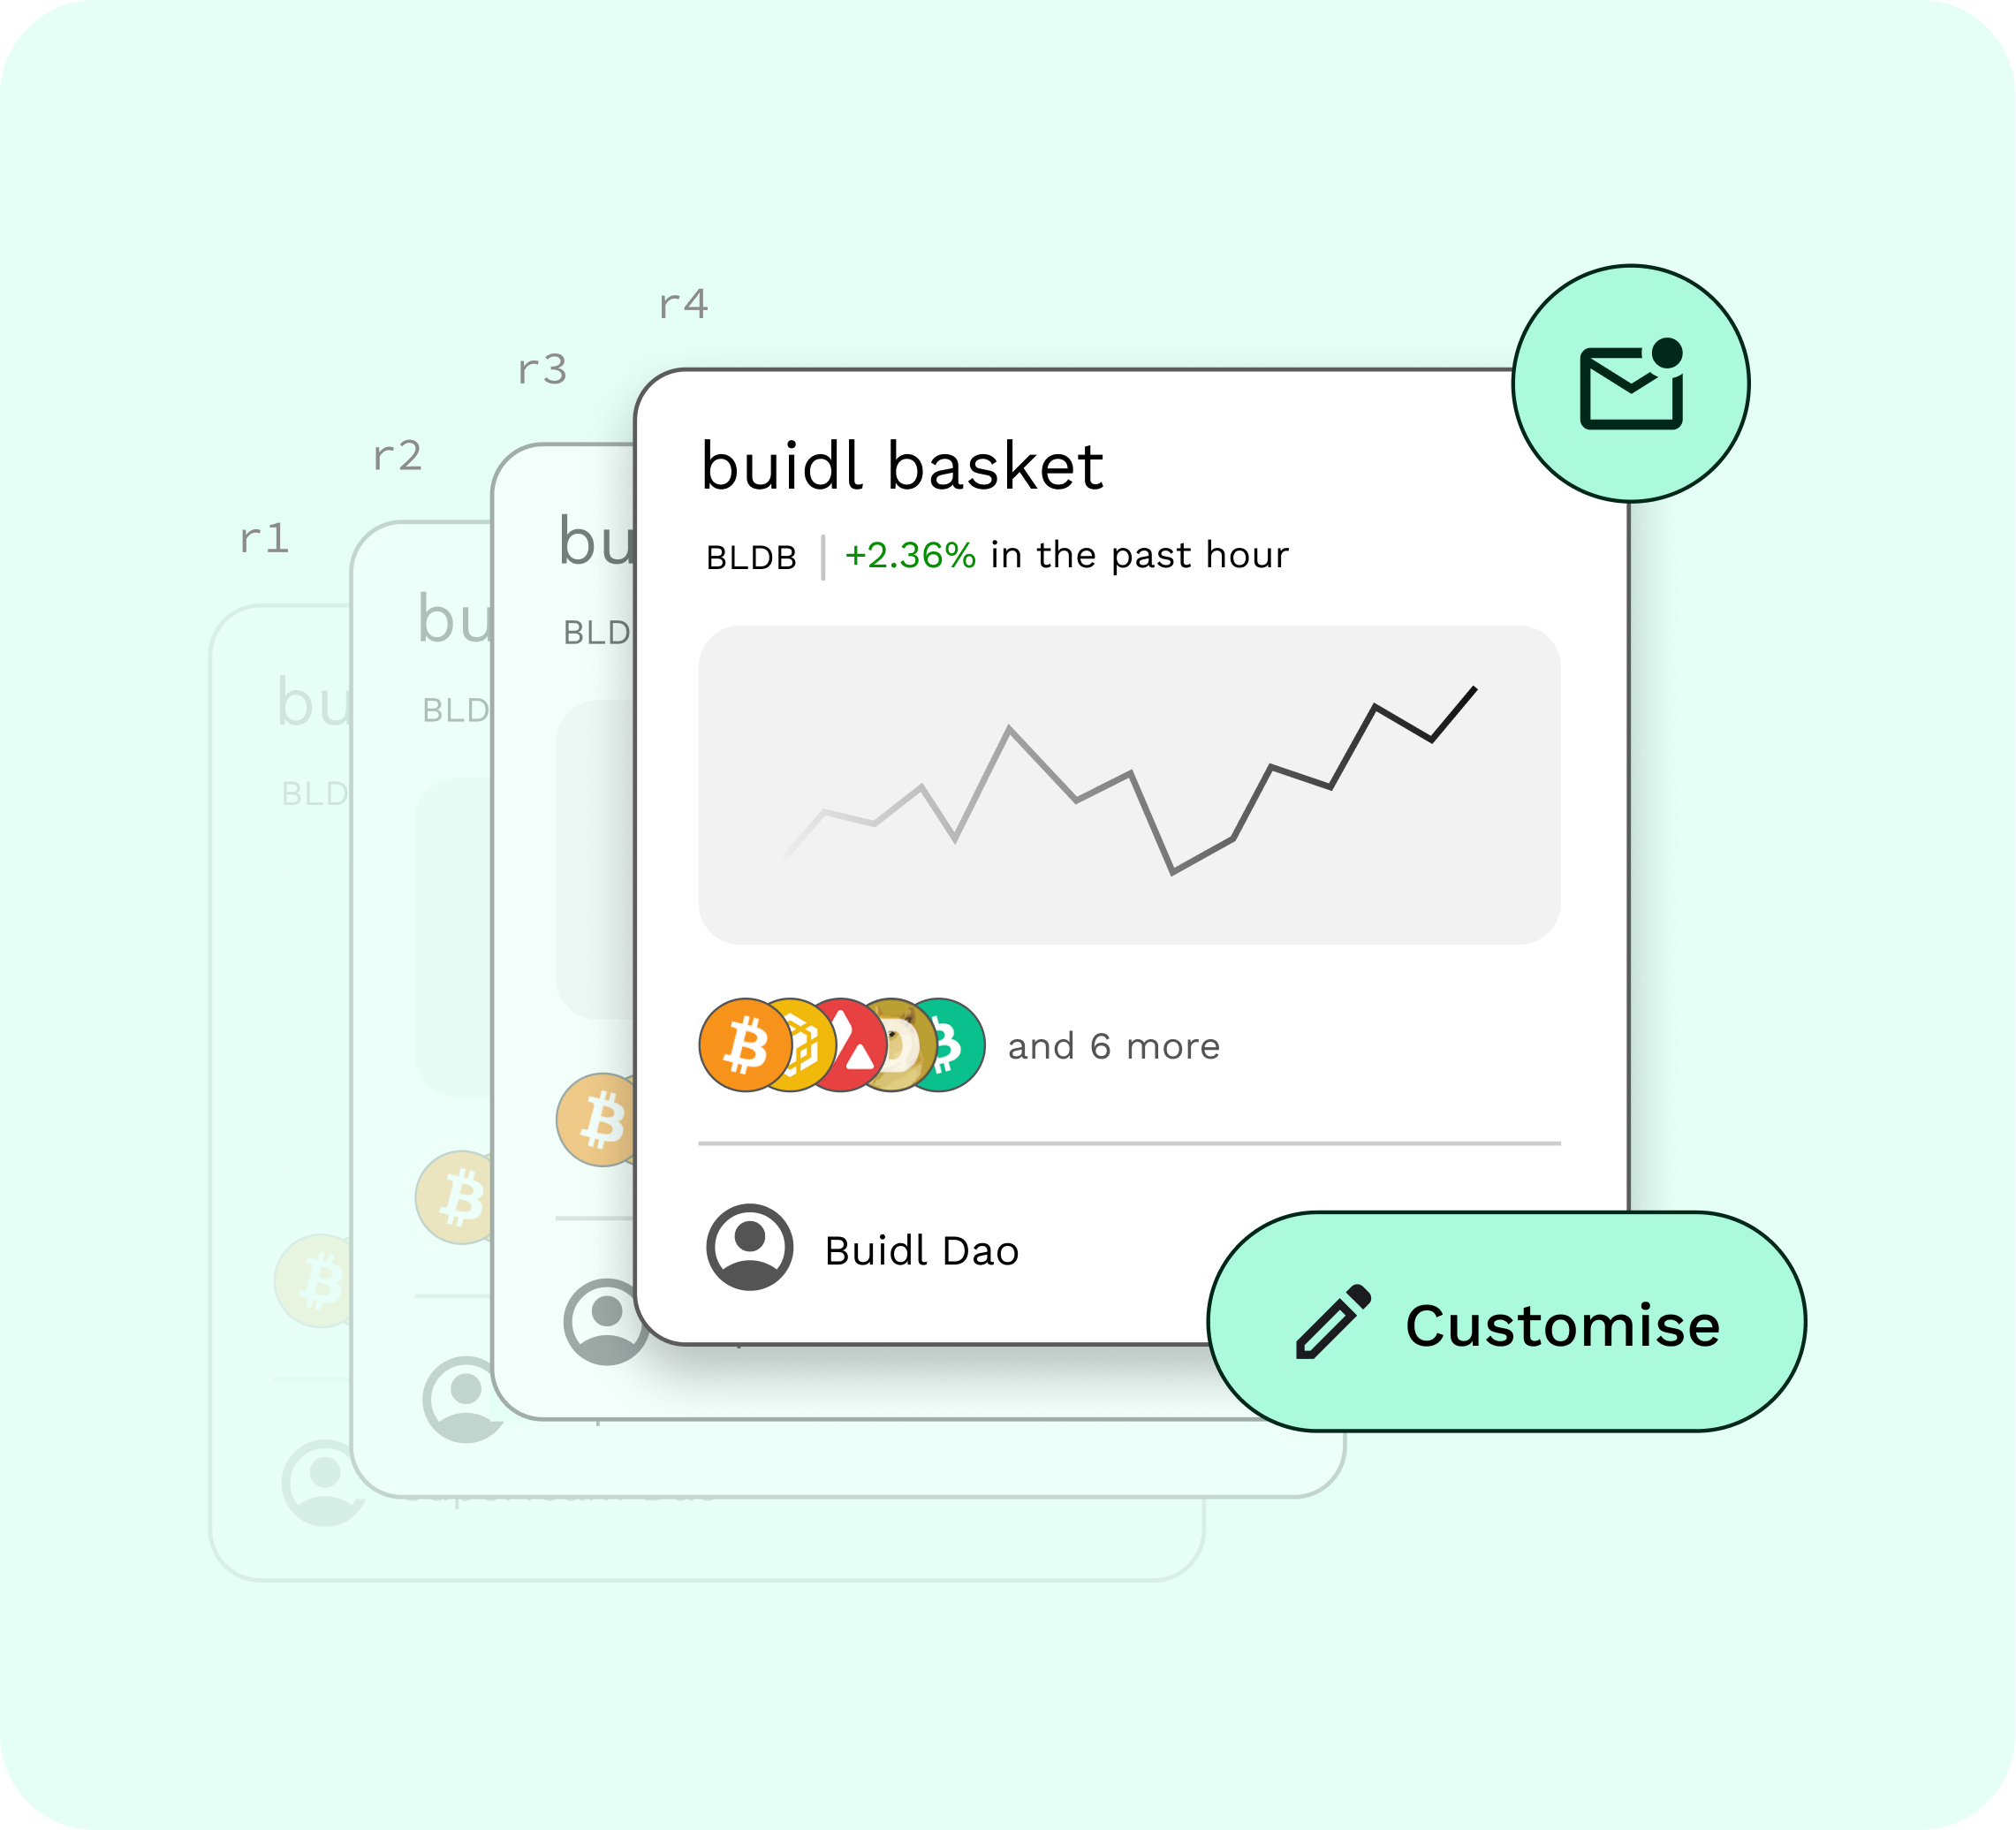 r4
r3
r2
r1
buidl basket
BLDB +2.36% in the past hour
and 6 more
Buidl Dao
Customise
bu
BLD
bu
BLD
bu
BLD